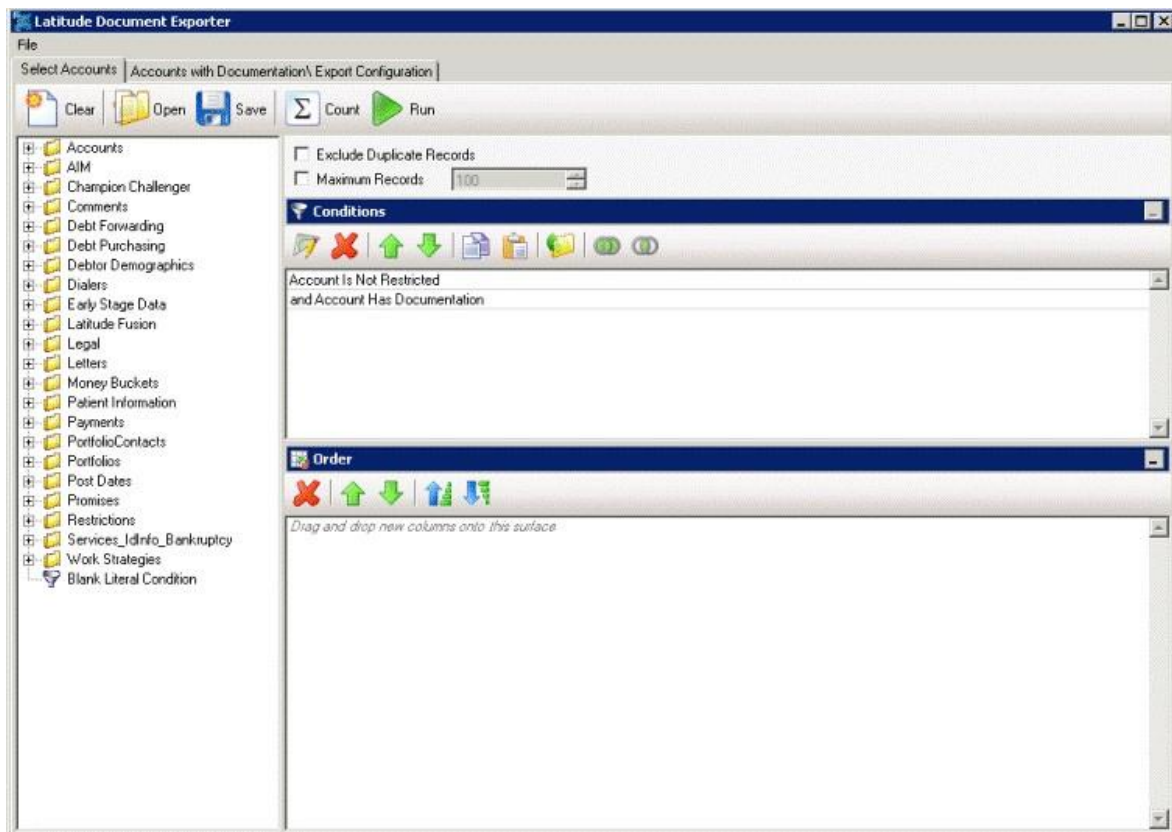 Latitude Document Exporter
File
Select Accounts
Accounts with Documentation\ Export Configuration
Clear
Open
Save
Count
Run
Accounts
AIM
Champion Challenger
Comments
Debt Forwarding
Debt Purchasing
Debtor Demographics
Dialers
Early Stage Data
Latitude Fusion
Legal
Letters
Money Buckets
Patient Information
Payments
PortfolioContacts
Portfolios
Post Dates
Promises
Restrictions
Services_IdInfo_Bankruptcy
Work Strategies
Blank Literal Condition
Exclude Duplicate Records
Maximum Records 100
Conditions
Account Is Not Restricted
and Account Has Documentation
Order
Drag and drop new columns onto this surface